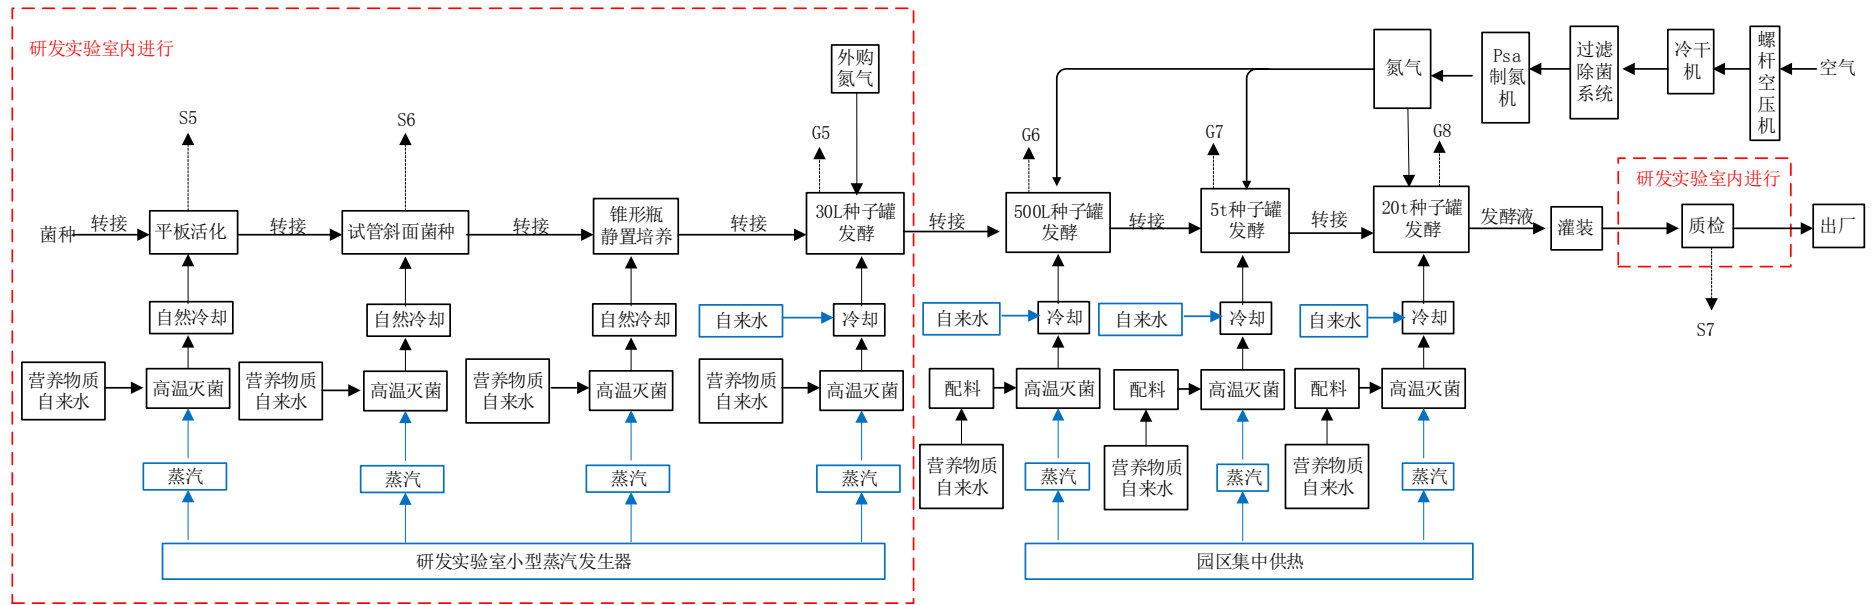 研发实验室内进行
外购
氮气
氮气
Psa
制氮
机
过滤
除菌
系统
冷干
机
螺
杆
空
压
机
空气
S5
S6
G5
G6
G7
G8
研发实验室内进行
菌种
转接
平板活化
转接
试管斜面菌种
转接
锥形瓶
静置培养
转接
30L种子罐
发酵
转接
500L种子罐
发酵
转接
5t种子罐
发酵
转接
20t种子罐
发酵
发酵液
灌装
质检
出厂
自然冷却
自然冷却
自然冷却
自来水
冷却
自来水
冷却
自来水
冷却
自来水
冷却
S7
营养物质
自来水
高温灭菌
营养物质
自来水
高温灭菌
营养物质
自来水
高温灭菌
营养物质
自来水
高温灭菌
配料
高温灭菌
配料
高温灭菌
配料
高温灭菌
蒸汽
蒸汽
蒸汽
蒸汽
营养物质
自来水
蒸汽
营养物质
自来水
蒸汽
营养物质
自来水
蒸汽
研发实验室小型蒸汽发生器
园区集中供热